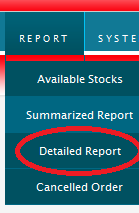 REPORT SYSTE
Available Stocks
Summarized Report
Detailed Report
Cancelled Order